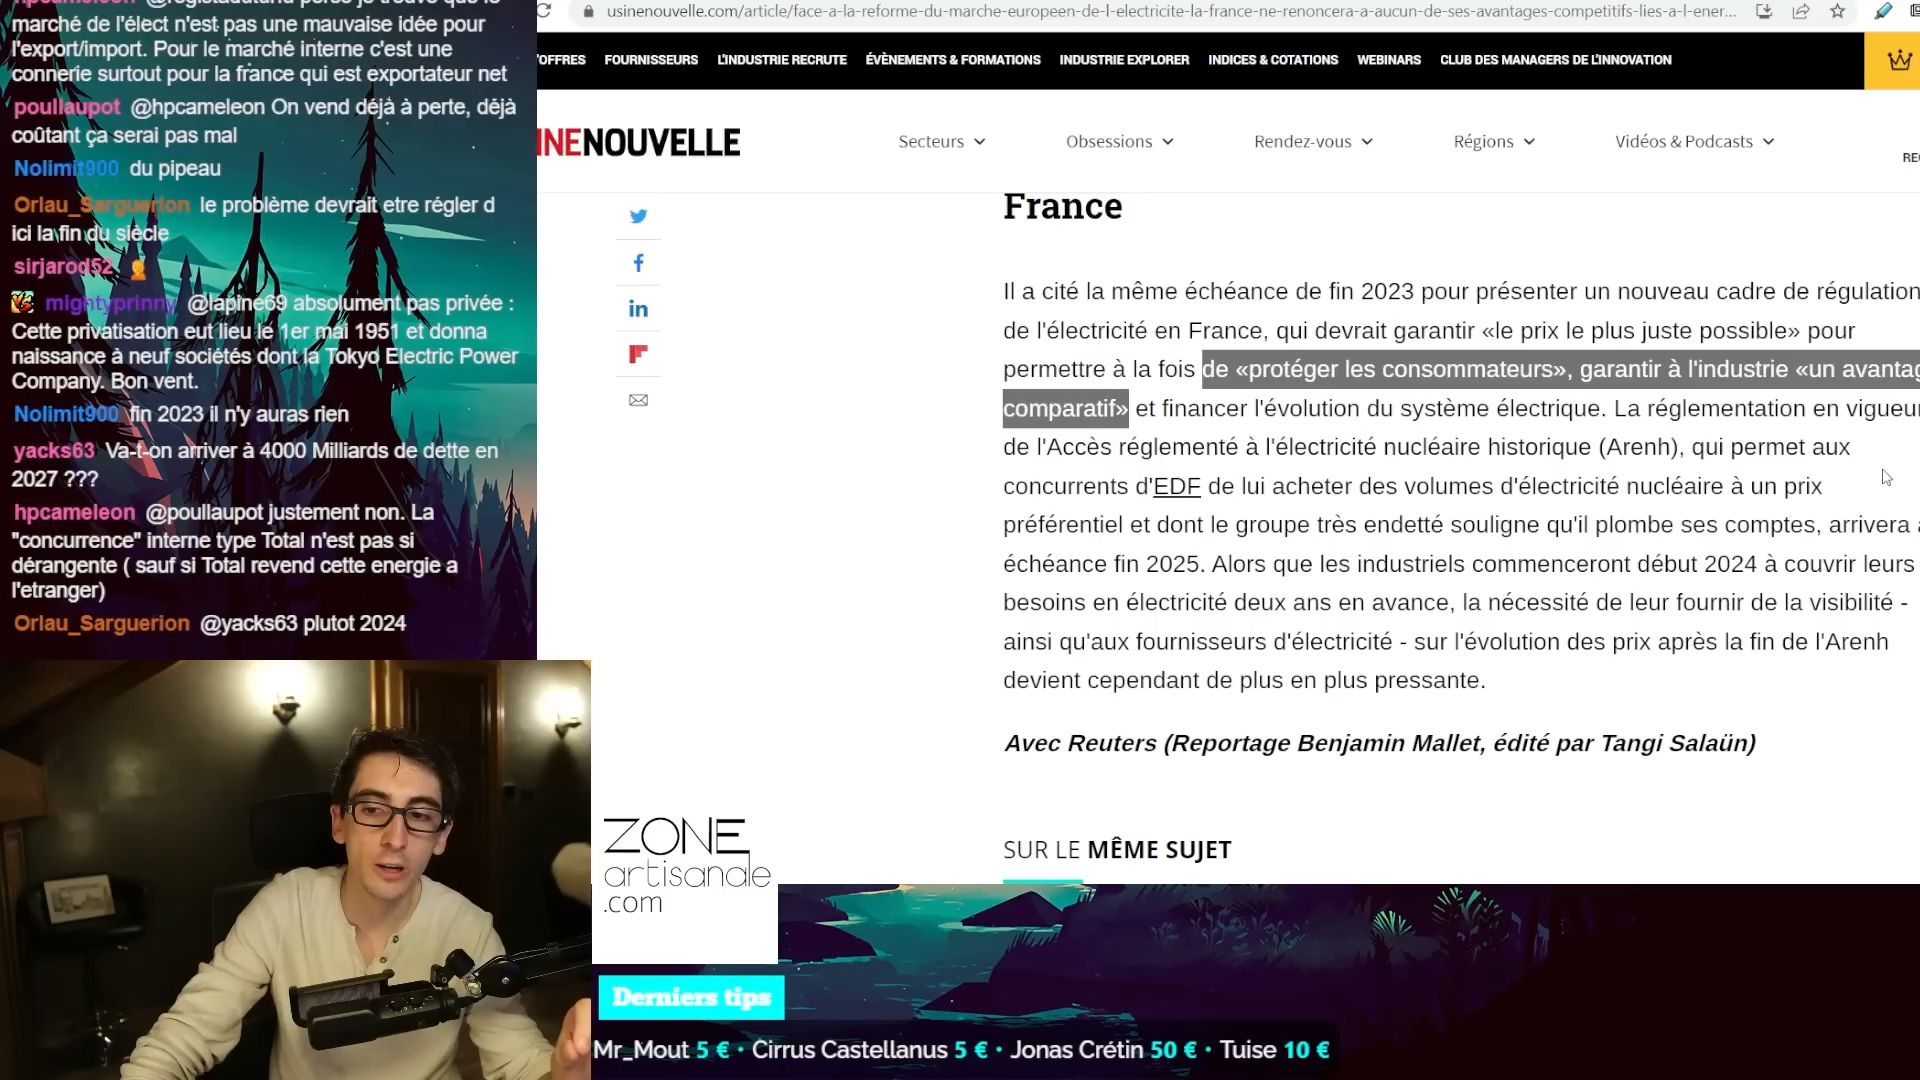 marché de l'élect n'est pas une mauvaise idée pour
l'export/import. Pour le marché interne c'est une
connerie surtout pour la france qui est exportateur net
poullaupot @hpcameleon On vend déjà à perte, déjà
coûtant ça serai pas mal
Nolimit900 du pipeau
Orlau_Sarguerion le problème devrait etre régler d
ici la fin du siècle
sirjarod52
mightyprinny @lapine69 absolument pas privée :
Cette privatisation eut lieu le 1er mai 1951 et donna
naissance à neuf sociétés dont la Tokyo Electric Power
Company. Bon vent.
Nolimit900 fin 2023 il n'y auras rien
yacks63 Va-t-on arriver à 4000 Milliards de dette en
2027 ???
hpcameleon @poullaupot justement non. La
"concurrence" interne type Total n'est pas si
dérangente ( sauf si Total revend cette energie a
l'etranger)
Orlau_Sarguerion @yacks63 plutot 2024
usinenouvelle.com/article/face-a-la-reforme-du-marche-europeen-de-l-electricite-la-france-ne-renoncera-a-aucun-de-ses-avantages-competitifs-lies-a-l-ener...
'OFFRES FOURNISSEURS L'INDUSTRIE RECRUTE ÉVÈNEMENTS & FORMATIONS INDUSTRIE EXPLORER INDICES & COTATIONS WEBINARS CLUB DES MANAGERS DE L'INNOVATION
INENOUVELLE Secteurs Obsessions Rendez-vous Régions Vidéos & Podcasts
RE
France
Il a cité la même échéance de fin 2023 pour présenter un nouveau cadre de régulation
de l'électricité en France, qui devrait garantir «le prix le plus juste possible» pour
permettre à la fois de «protéger les consommateurs», garantir à l'industrie «un avantag
comparatif» et financer l'évolution du système électrique. La réglementation en vigueur
de l'Accès réglementé à l'électricité nucléaire historique (Arenh), qui permet aux
concurrents d'EDF de lui acheter des volumes d'électricité nucléaire à un prix
préférentiel et dont le groupe très endetté souligne qu'il plombe ses comptes, arrivera à
échéance fin 2025. Alors que les industriels commenceront début 2024 à couvrir leurs
besoins en électricité deux ans en avance, la nécessité de leur fournir de la visibilité -
ainsi qu'aux fournisseurs d'électricité - sur l'évolution des prix après la fin de l'Arenh
devient cependant de plus en plus pressante.
Avec Reuters (Reportage Benjamin Mallet, édité par Tangi Salaün)
SUR LE MÊME SUJET
ZONE
artisanale
.com
Derniers tips
Mr_Mout 5 € · Cirrus Castellanus 5 € · Jonas Crétin 50 € · Tuise 10 €